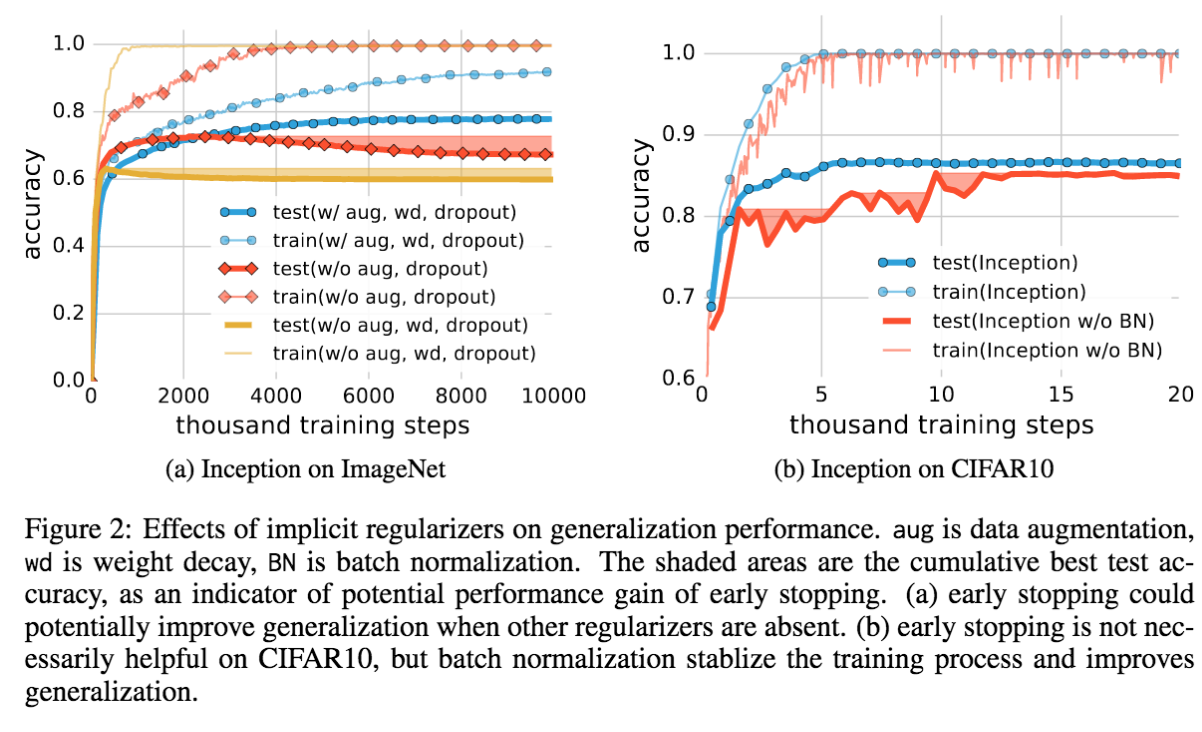 1.0
0.8
0.6
0.4
0.2
0.0
accuracy
test(w/ aug, wd, dropout)
train(w/ aug, wd, dropout)
test(w/o aug, dropout)
train(w/o aug, dropout)
test(w/o aug, wd, dropout)
train(w/o aug, wd, dropout)
0 2000 4000 6000 8000 10000
thousand training steps
(a) Inception on ImageNet
1.0
0.9
0.8
0.7
0.6
accuracy
test(Inception)
train(Inception)
test(Inception w/o BN)
train(Inception w/o BN)
0 5 10 15 20
thousand training steps
(b) Inception on CIFAR10
Figure 2: Effects of implicit regularizers on generalization performance. aug is data augmentation,
wd is weight decay, BN is batch normalization. The shaded areas are the cumulative best test ac-
curacy, as an indicator of potential performance gain of early stopping. (a) early stopping could
potentially improve generalization when other regularizers are absent. (b) early stopping is not nec-
essarily helpful on CIFAR10, but batch normalization stablize the training process and improves
generalization.